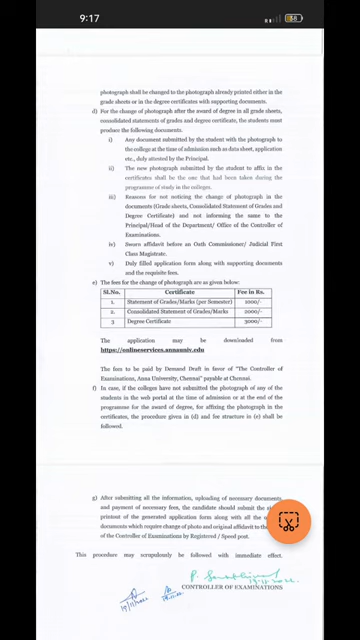 9:17
58
photograph shall be changed to the photograph already printed either in the
grade sheets or in the degree certificates with supporting documents.
d) For the change of photograph after the award of degree in all grade sheets,
consolidated statements of grades and degree certificate, the students must
produce the following documents.
i) Any document submitted by the student with the photograph to
the college at the time of admission such as data sheet, application
etc., duly attested by the Principal.
ii) The new photograph submitted by the student to affix in the
certificates shall be the one that had been taken during the
programme of study in the colleges.
iii) Reasons for not noticing the change of photograph in the
documents (Grade sheets, Consolidated Statement of Grades and
Degree Certificate) and not informing the same to the
Principal/Head of the Department/ Office of the Controller of
Examinations.
iv) Sworn affidavit before an Oath Commissioner/ Judicial First
Class Magistrate.
v) Duly filled application form along with supporting documents
and the requisite fees.
e) The fees for the change of photograph are as given below:
Sl.No. Certificate Fee in Rs.
1. Statement of Grades/Marks (per Semester) 1000/-
2. Consolidated Statement of Grades/Marks 2000/-
3 Degree Certificate 3000/-
The application may be downloaded from
https://onlineservices.annauniv.edu
The fees to be paid by Demand Draft in favor of "The Controller of
Examinations, Anna University, Chennai" payable at Chennai.
f) In case, if the colleges have not submitted the photograph of any of the
students in the web portal at the time of admission or at the end of the
programme for the award of degree, for affixing the photograph in the
certificates, the procedure given in (d) and fee structure in (e) shall be
followed.
g) After submitting all the information, uploading of necessary documents
and payment of necessary fees, the candidate should submit the
printout of the generated application form along with all the
documents which require change of photo and original affidavit to the
of the Controller of Examinations by Registered / Speed post.
This procedure may scrupulously be followed with immediate effect.
CONTROLLER OF EXAMINATIONS